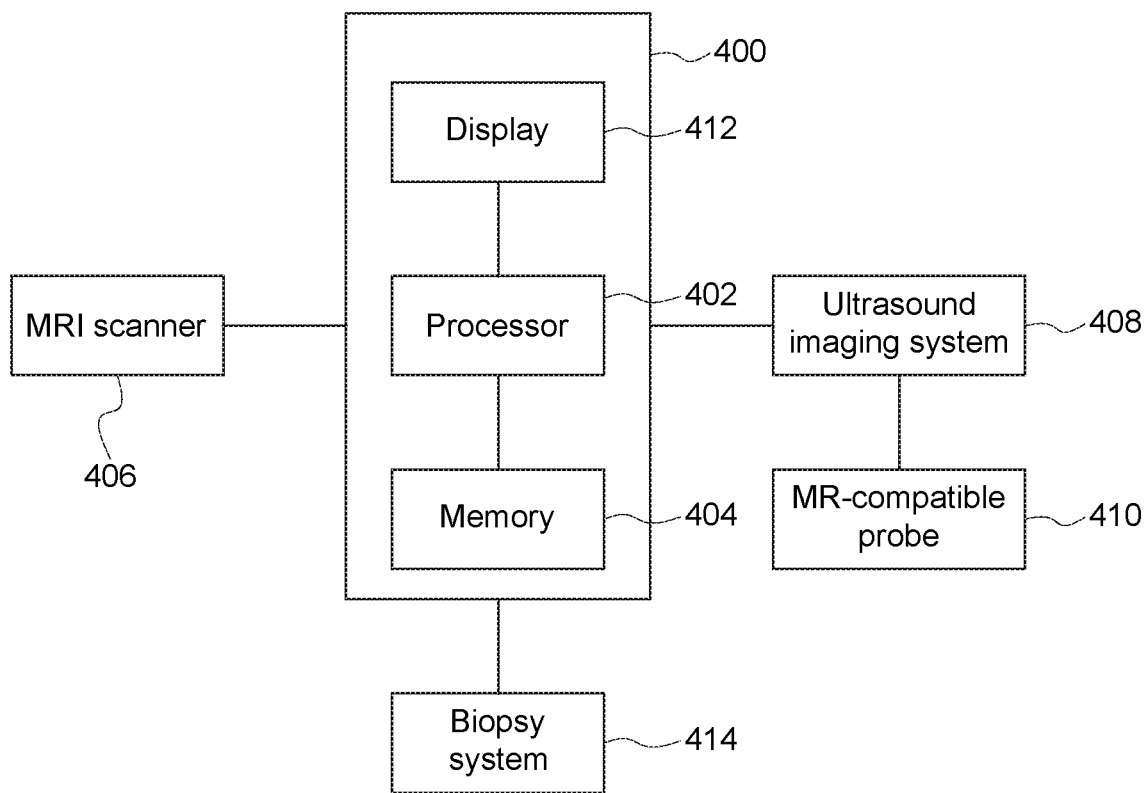 400
Display
412
402
Processor
MRI scanner
406
Ultrasound
imaging system
408
Memory
404
MR-compatible
probe
410
Biopsy
system
414